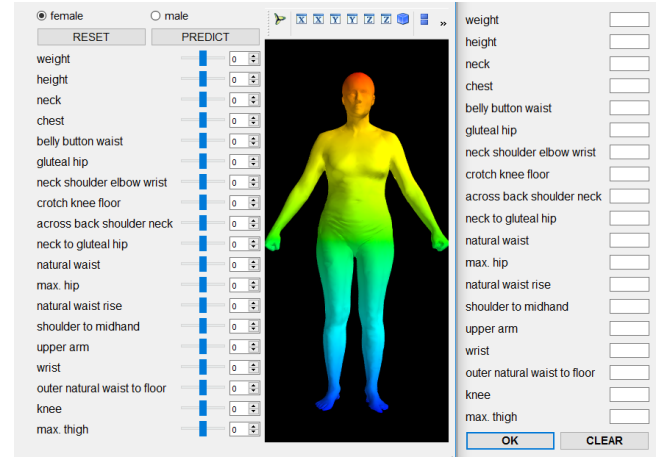 female male
RESET PREDICT
weight 0
height 0
neck 0
chest 0
belly button waist 0
gluteal hip 0
neck shoulder elbow wrist 0
crotch knee floor 0
across back shoulder neck 0
neck to gluteal hip 0
natural waist 0
max. hip 0
natural waist rise 0
shoulder to midhand 0
upper arm 0
wrist 0
outer natural waist to floor 0
knee 0
max. thigh 0
X X Y Y Z Z »
weight
height
neck
chest
belly button waist
gluteal hip
neck shoulder elbow wrist
crotch knee floor
across back shoulder neck
neck to gluteal hip
natural waist
max. hip
natural waist rise
shoulder to midhand
upper arm
wrist
outer natural waist to floor
knee
max. thigh
OK CLEAR